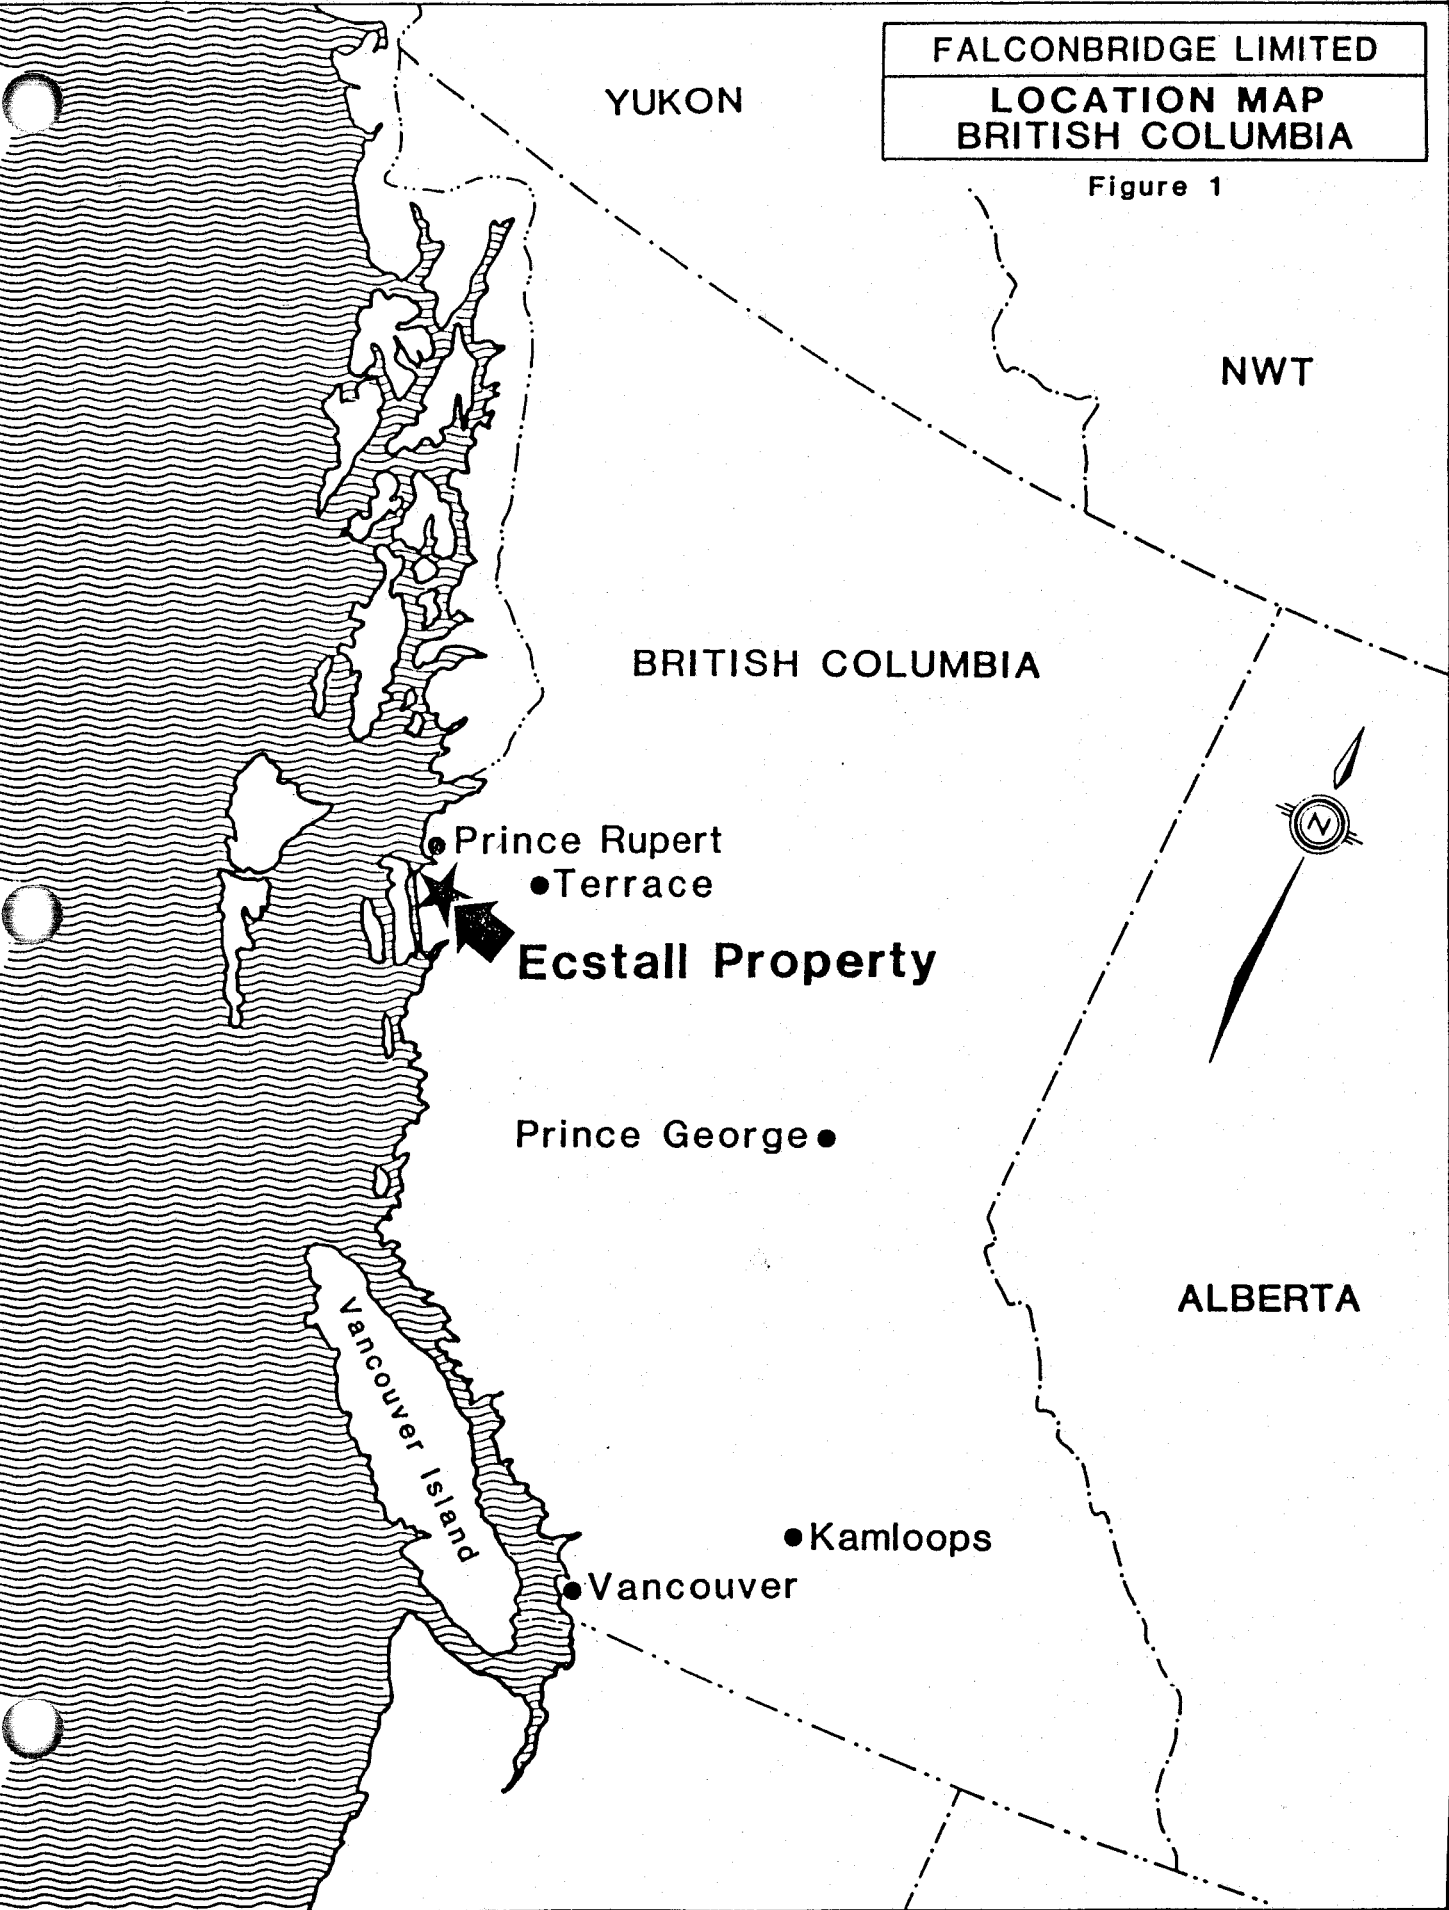 FALCONBRIDGE LIMITED
LOCATION MAP
BRITISH COLUMBIA
Figure 1
YUKON
NWT
BRITISH COLUMBIA
N
Prince Rupert
Terrace
Ecstall Property
Prince George
ALBERTA
Vancouver Island
Kamloops
Vancouver